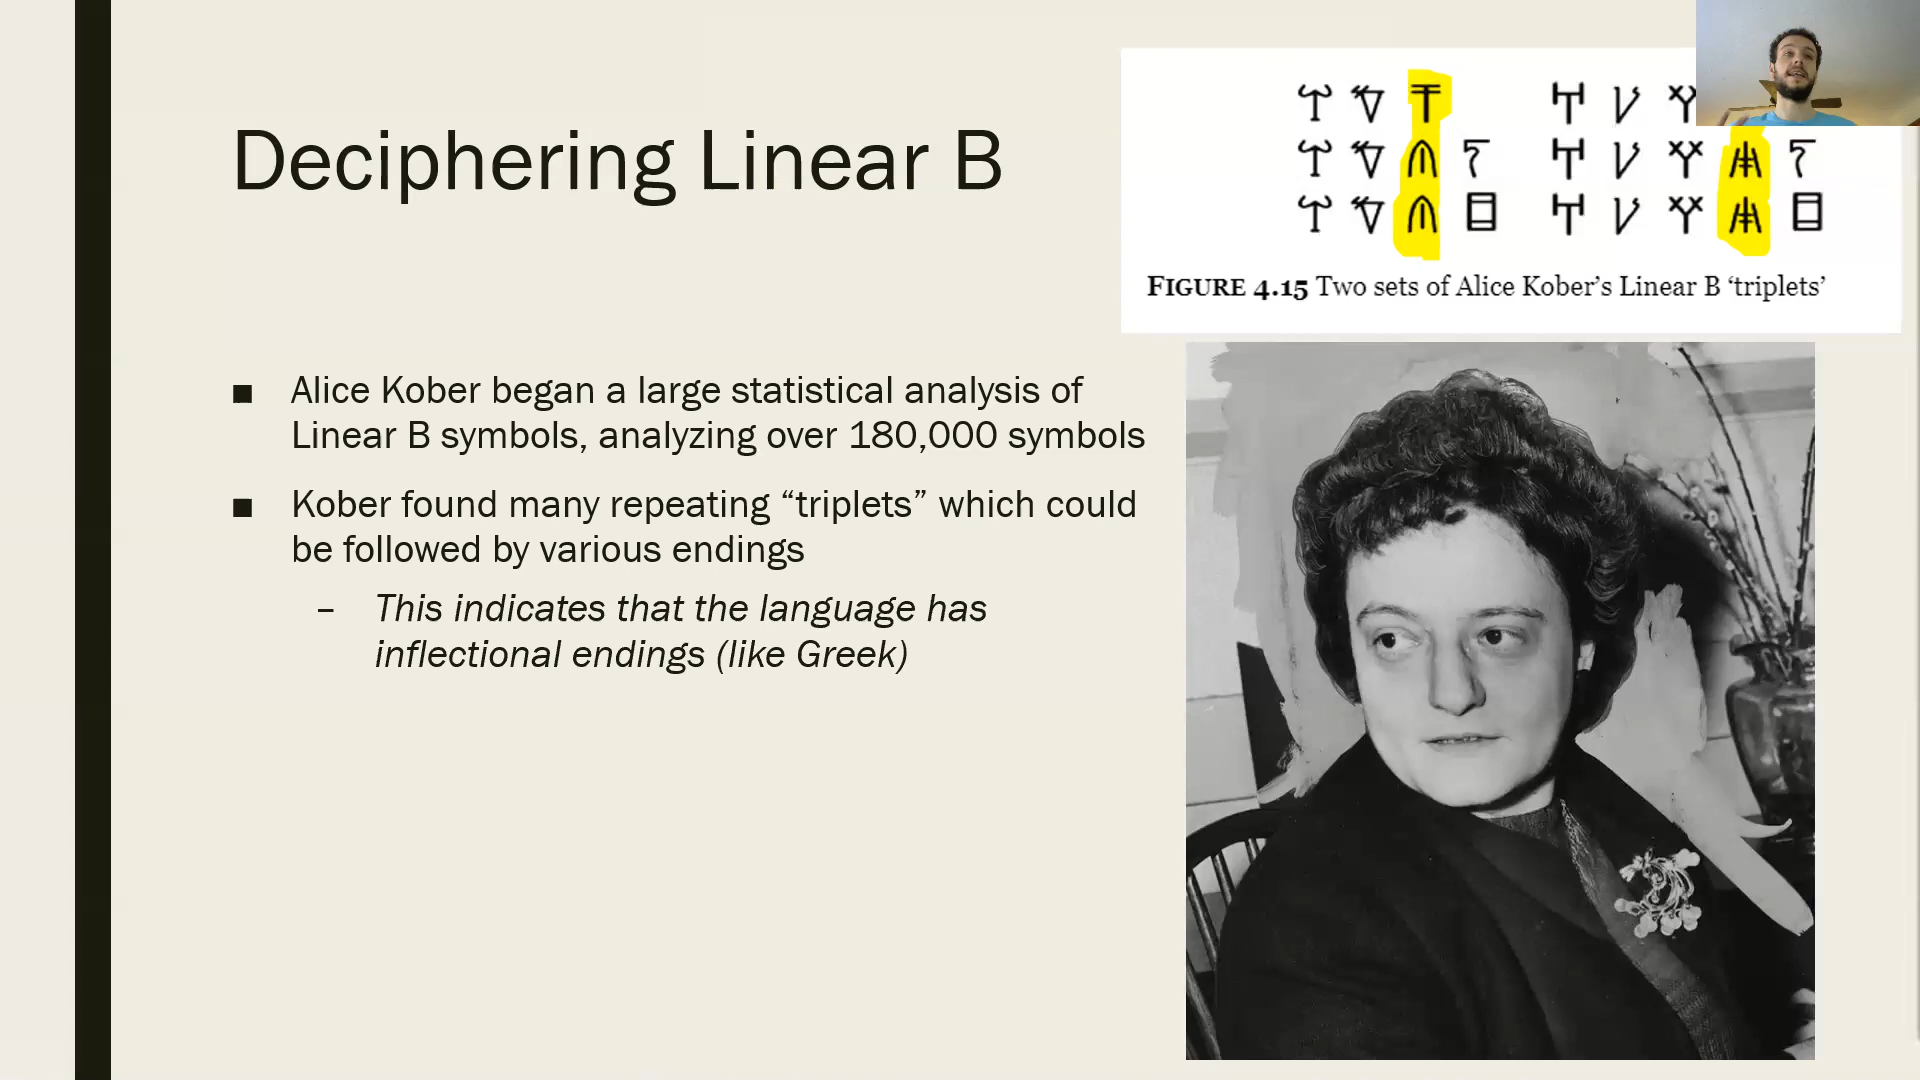 Deciphering Linear B
𐀬 𐀑 𐀵 𐀀 𐀖 𐀛
𐀬 𐀑 𐀴 𐀍 𐀀 𐀖 𐀛 𐀯 𐀍
𐀬 𐀑 𐀴 𐀊 𐀀 𐀖 𐀛 𐀯 𐀊
FIGURE 4.15 Two sets of Alice Kober’s Linear B ‘triplets’
■ Alice Kober began a large statistical analysis of
Linear B symbols, analyzing over 180,000 symbols
■ Kober found many repeating “triplets” which could
be followed by various endings
– This indicates that the language has
inflectional endings (like Greek)